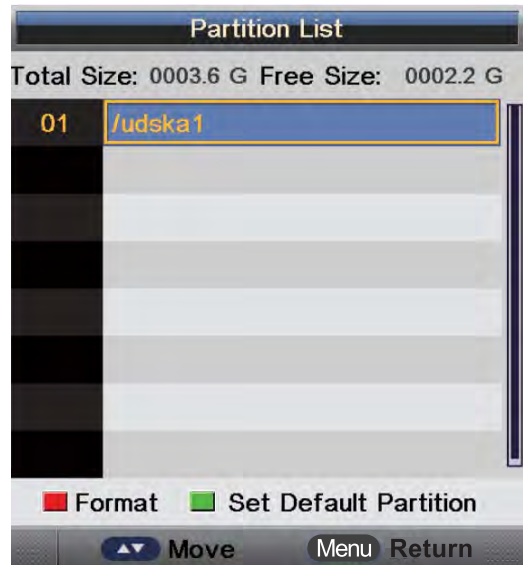 Partition List
Total Size: 0003.6 G Free Size: 0002.2 G
01 /udska1
Format Set Default Partition
Move Menu Return